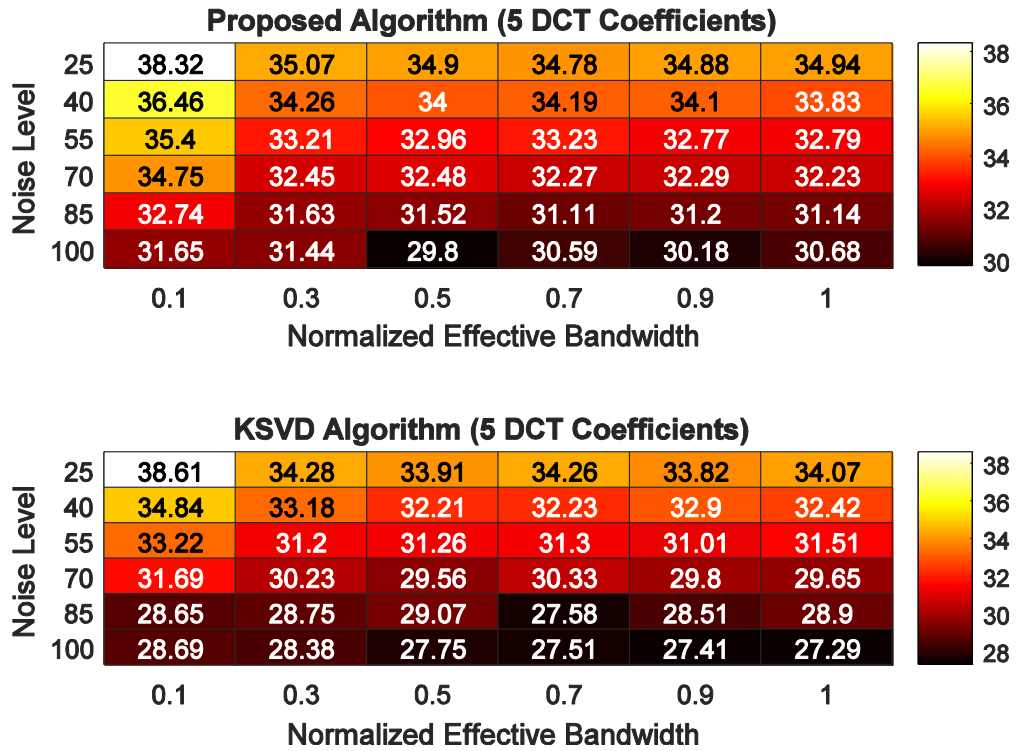 Proposed Algorithm (5 DCT Coefficients)
Noise Level
25 38.32 35.07 34.9 34.78 34.88 34.94
40 36.46 34.26 34 34.19 34.1 33.83
55 35.4 33.21 32.96 33.23 32.77 32.79
70 34.75 32.45 32.48 32.27 32.29 32.23
85 32.74 31.63 31.52 31.11 31.2 31.14
100 31.65 31.44 29.8 30.59 30.18 30.68
0.1 0.3 0.5 0.7 0.9 1
Normalized Effective Bandwidth
38
36
34
32
30
KSVD Algorithm (5 DCT Coefficients)
Noise Level
25 38.61 34.28 33.91 34.26 33.82 34.07
40 34.84 33.18 32.21 32.23 32.9 32.42
55 33.22 31.2 31.26 31.3 31.01 31.51
70 31.69 30.23 29.56 30.33 29.8 29.65
85 28.65 28.75 29.07 27.58 28.51 28.9
100 28.69 28.38 27.75 27.51 27.41 27.29
0.1 0.3 0.5 0.7 0.9 1
Normalized Effective Bandwidth
38
36
34
32
30
28